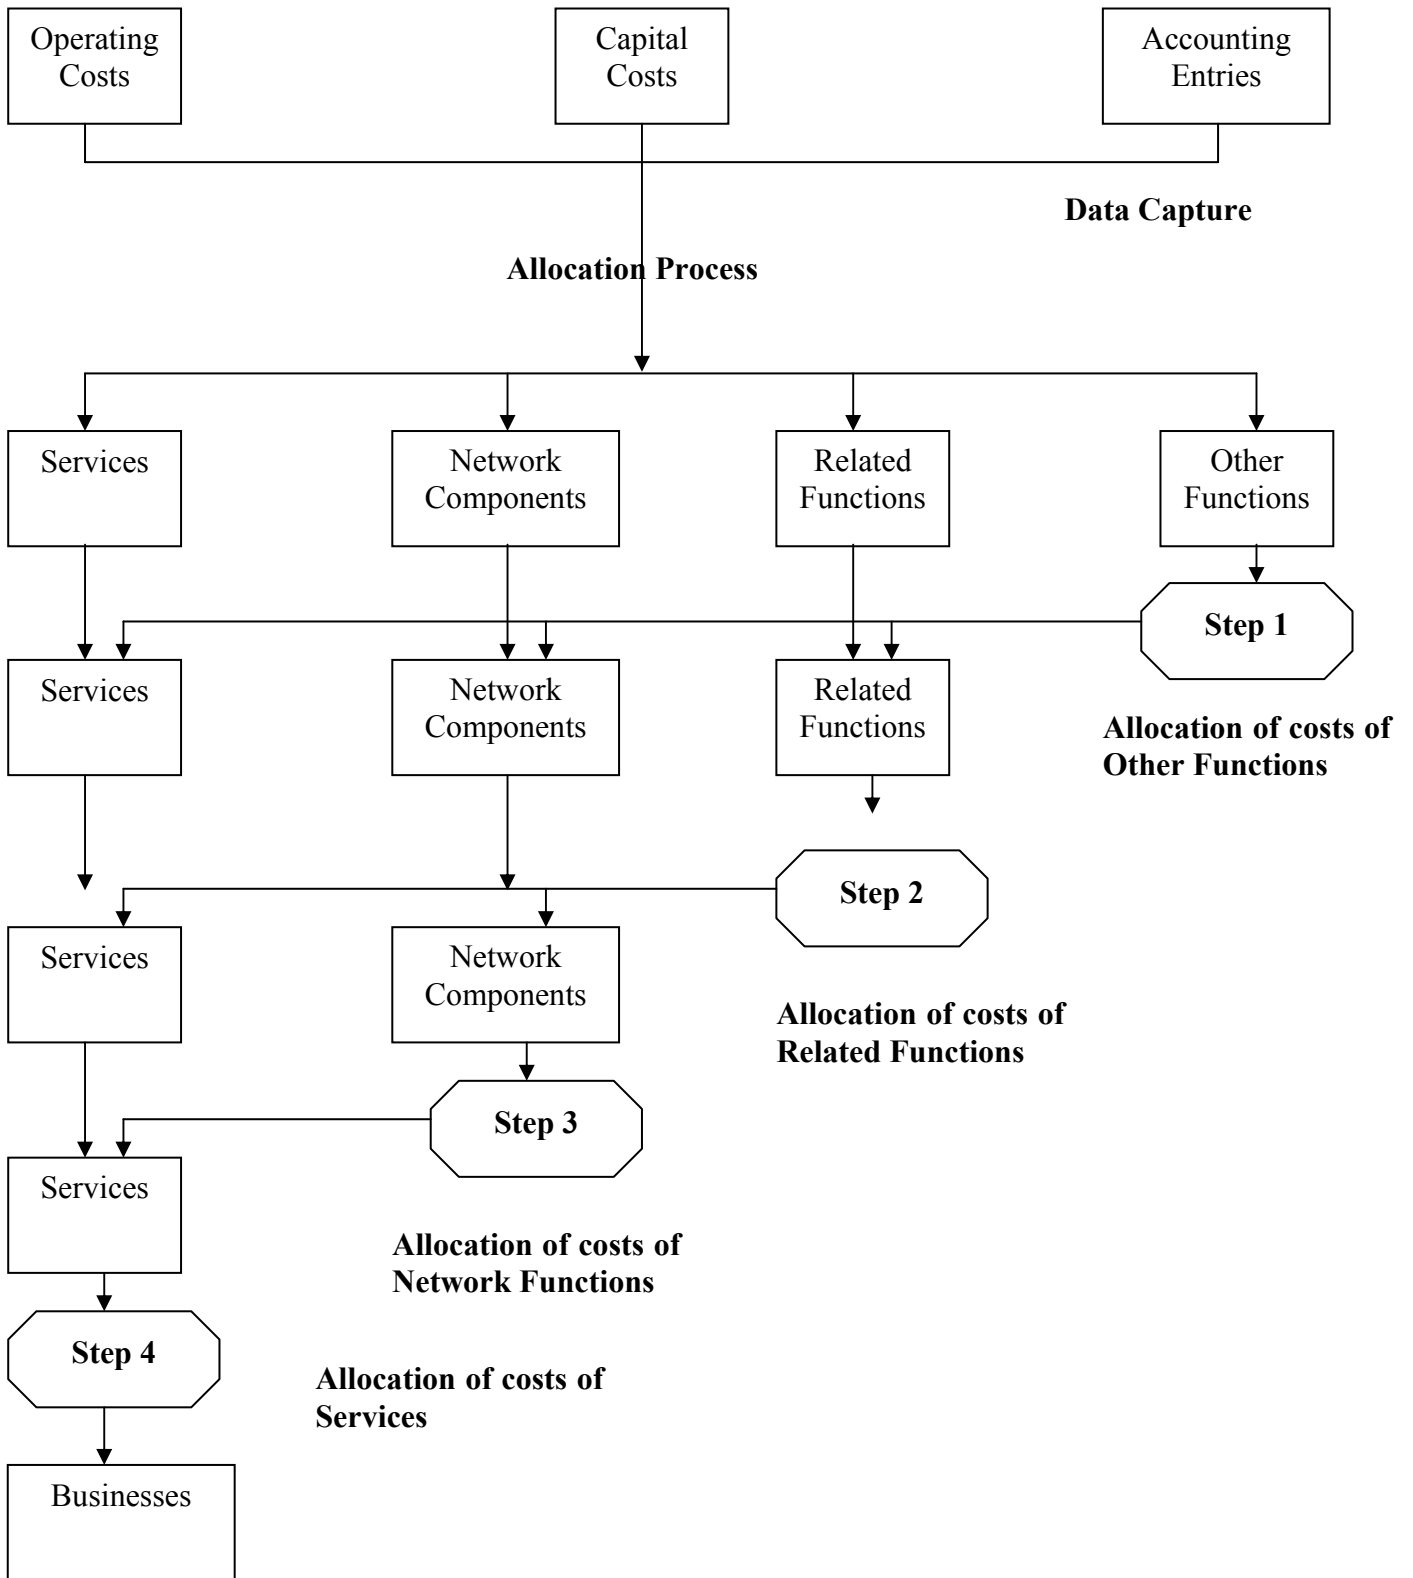 Operating
Costs
Capital
Costs
Accounting
Entries
Data Capture
Allocation Process
Services
Network
Components
Related
Functions
Other
Functions
Step 1
Services
Network
Components
Related
Functions
Allocation of costs of
Other Functions
Step 2
Services
Network
Components
Allocation of costs of
Related Functions
Step 3
Services
Allocation of costs of
Network Functions
Step 4
Allocation of costs of
Services
Businesses